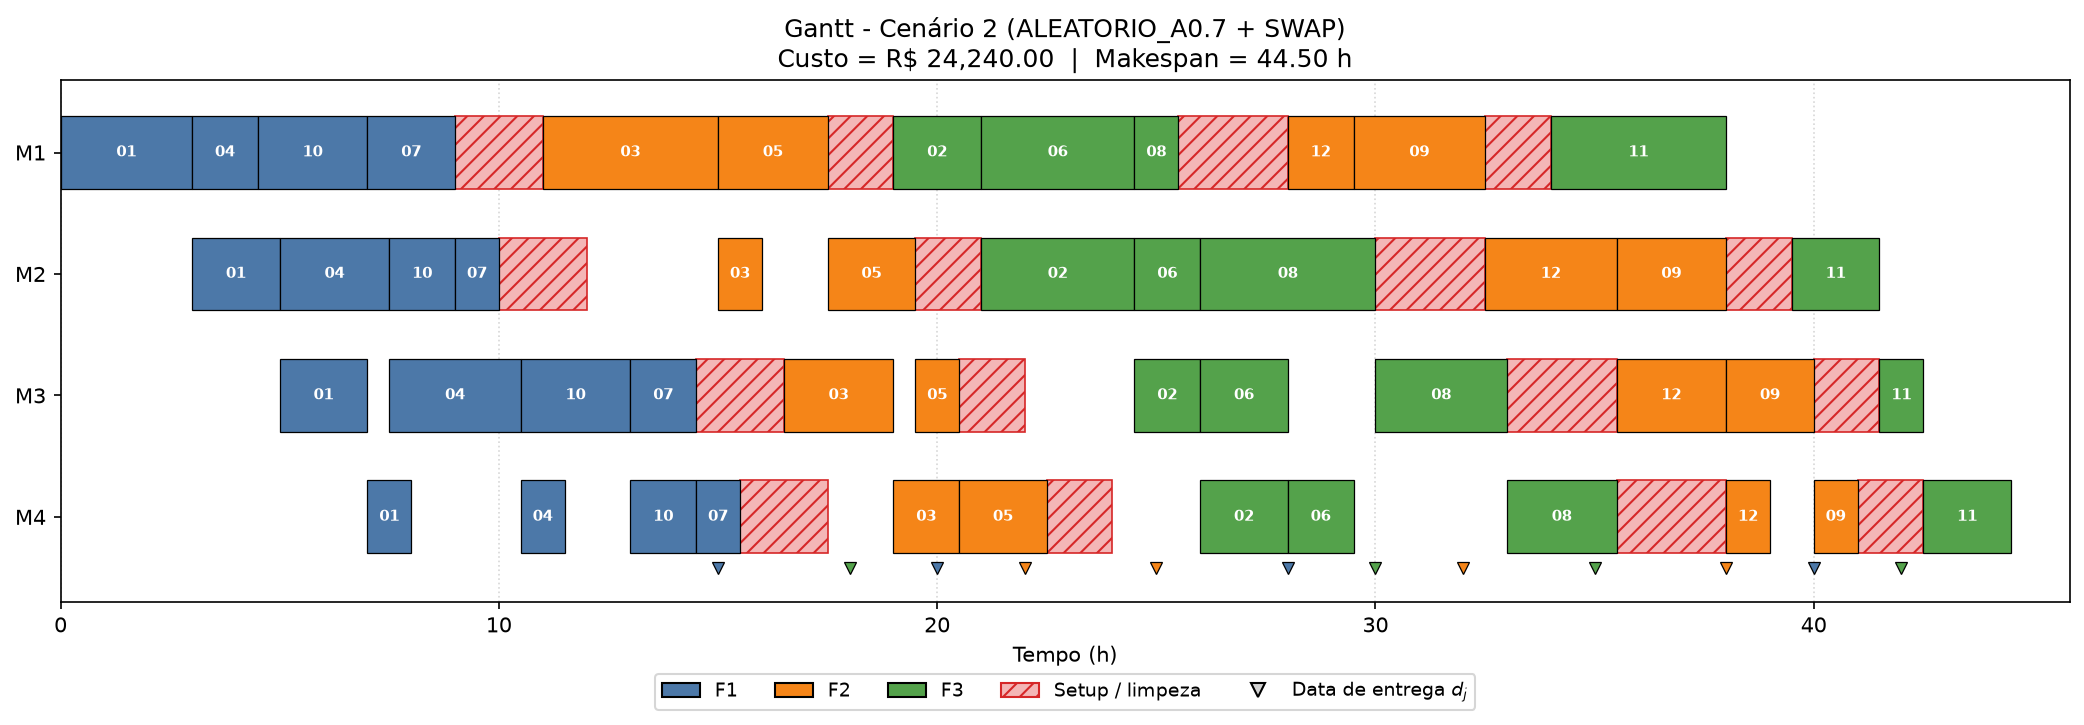 Gantt - Cenário 2 (ALEATORIO_A0.7 + SWAP)
Custo = R$ 24,240.00 | Makespan = 44.50 h
M1 01 04 10 07 03 05 02 06 08 12 09 11
M2 01 04 10 07 03 05 02 06 08 12 09 11
M3 01 04 10 07 03 05 02 06 08 12 09 11
M4 01 04 10 07 03 05 02 06 08 12 09 11
0 10 20 30 40
Tempo (h)
F1 F2 F3 Setup / limpeza Data de entrega dj